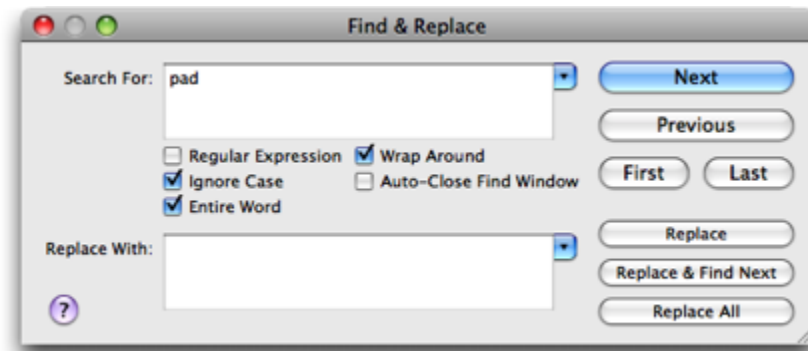 Find & Replace
Search For: pad
Next
Previous
Regular Expression Wrap Around
Ignore Case Auto-Close Find Window
First Last
Entire Word
Replace With:
Replace
Replace & Find Next
?
Replace All